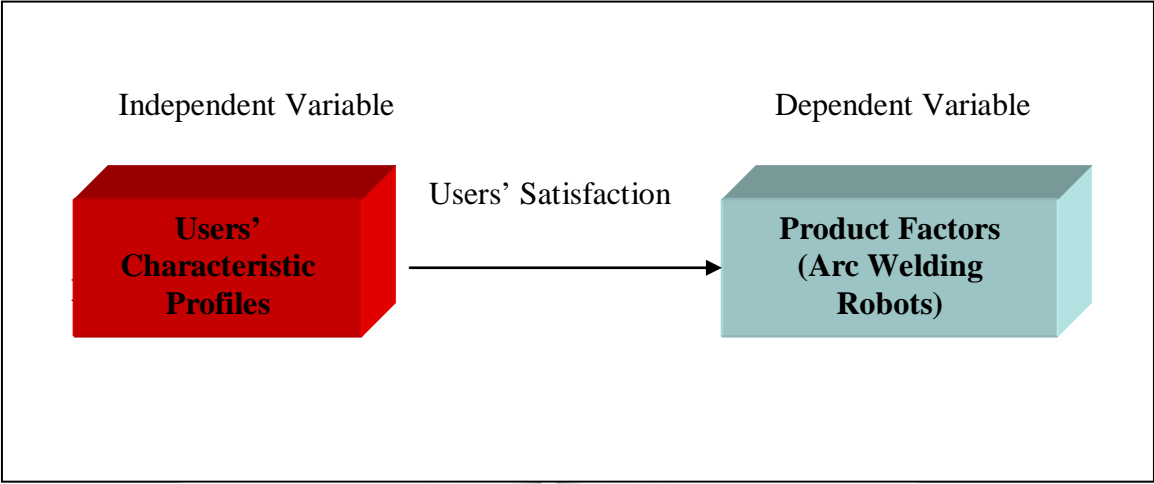 Independent Variable
Dependent Variable
Users’ Satisfaction
Users’
Characteristic
Profiles
Product Factors
(Arc Welding
Robots)